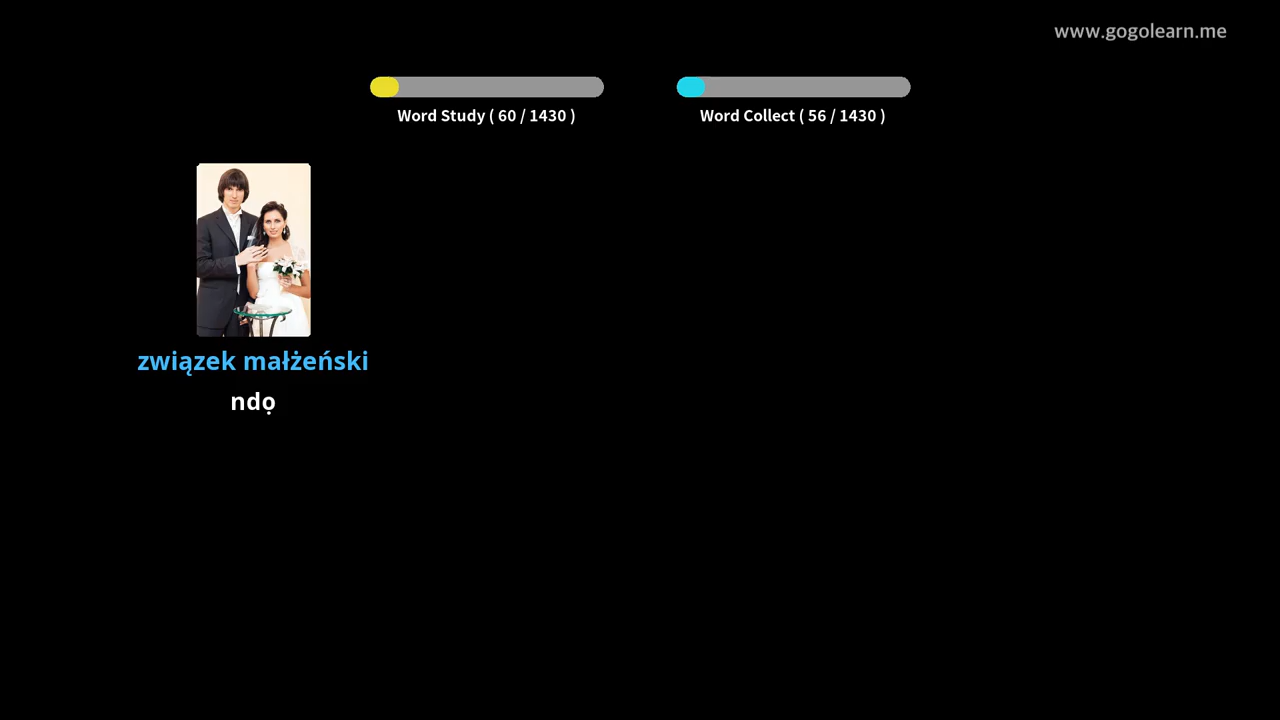 www.gogolearn.me
Word Study ( 60 / 1430 )
Word Collect ( 56 / 1430 )
związek małżeński
ndọ